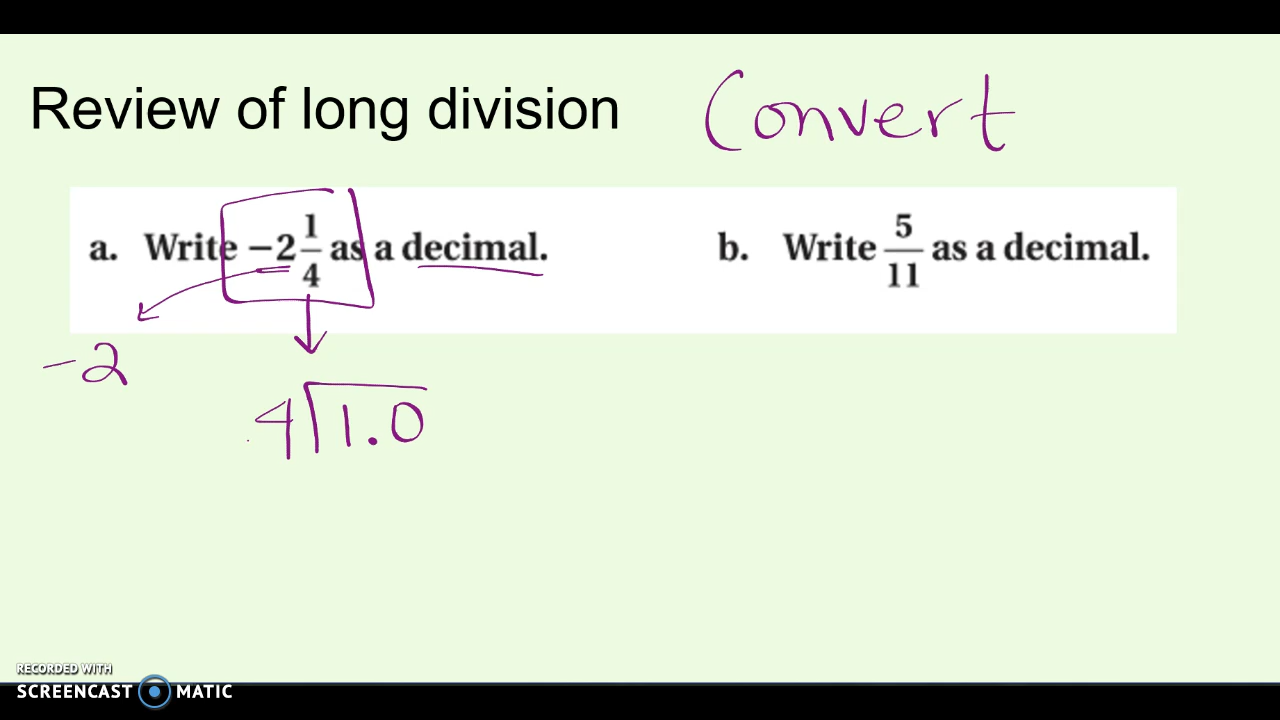 Review of long division Convert
a. Write −2 1/4 as a decimal. b. Write 5/11 as a decimal.
-2
4 1.0
RECORDED WITH
SCREENCAST MATIC